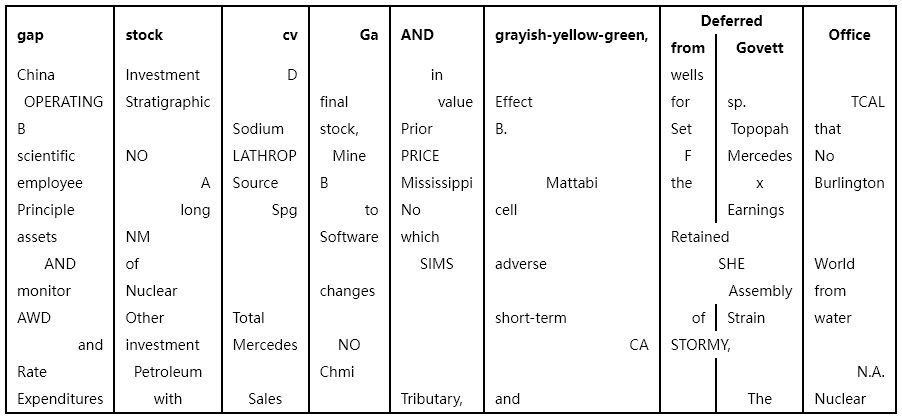 Deferred
gap stock cv Ga AND grayish-yellow-green, from Govett Office
China Investment D in wells
OPERATING Stratigraphic final value Effect for sp. TCAL
B Sodium stock, Prior B. Set Topopah that
scientific NO LATHROP Mine PRICE F Mercedes No
employee A Source B Mississippi Mattabi the x Burlington
Principle long Spg to No cell Earnings
assets NM Software which Retained
AND of SIMS adverse SHE World
monitor Nuclear changes Assembly from
AWD Other Total short-term of Strain water
and investment Mercedes NO CA STORMY,
Rate Petroleum Chmi N.A.
Expenditures with Sales Tributary, and The Nuclear